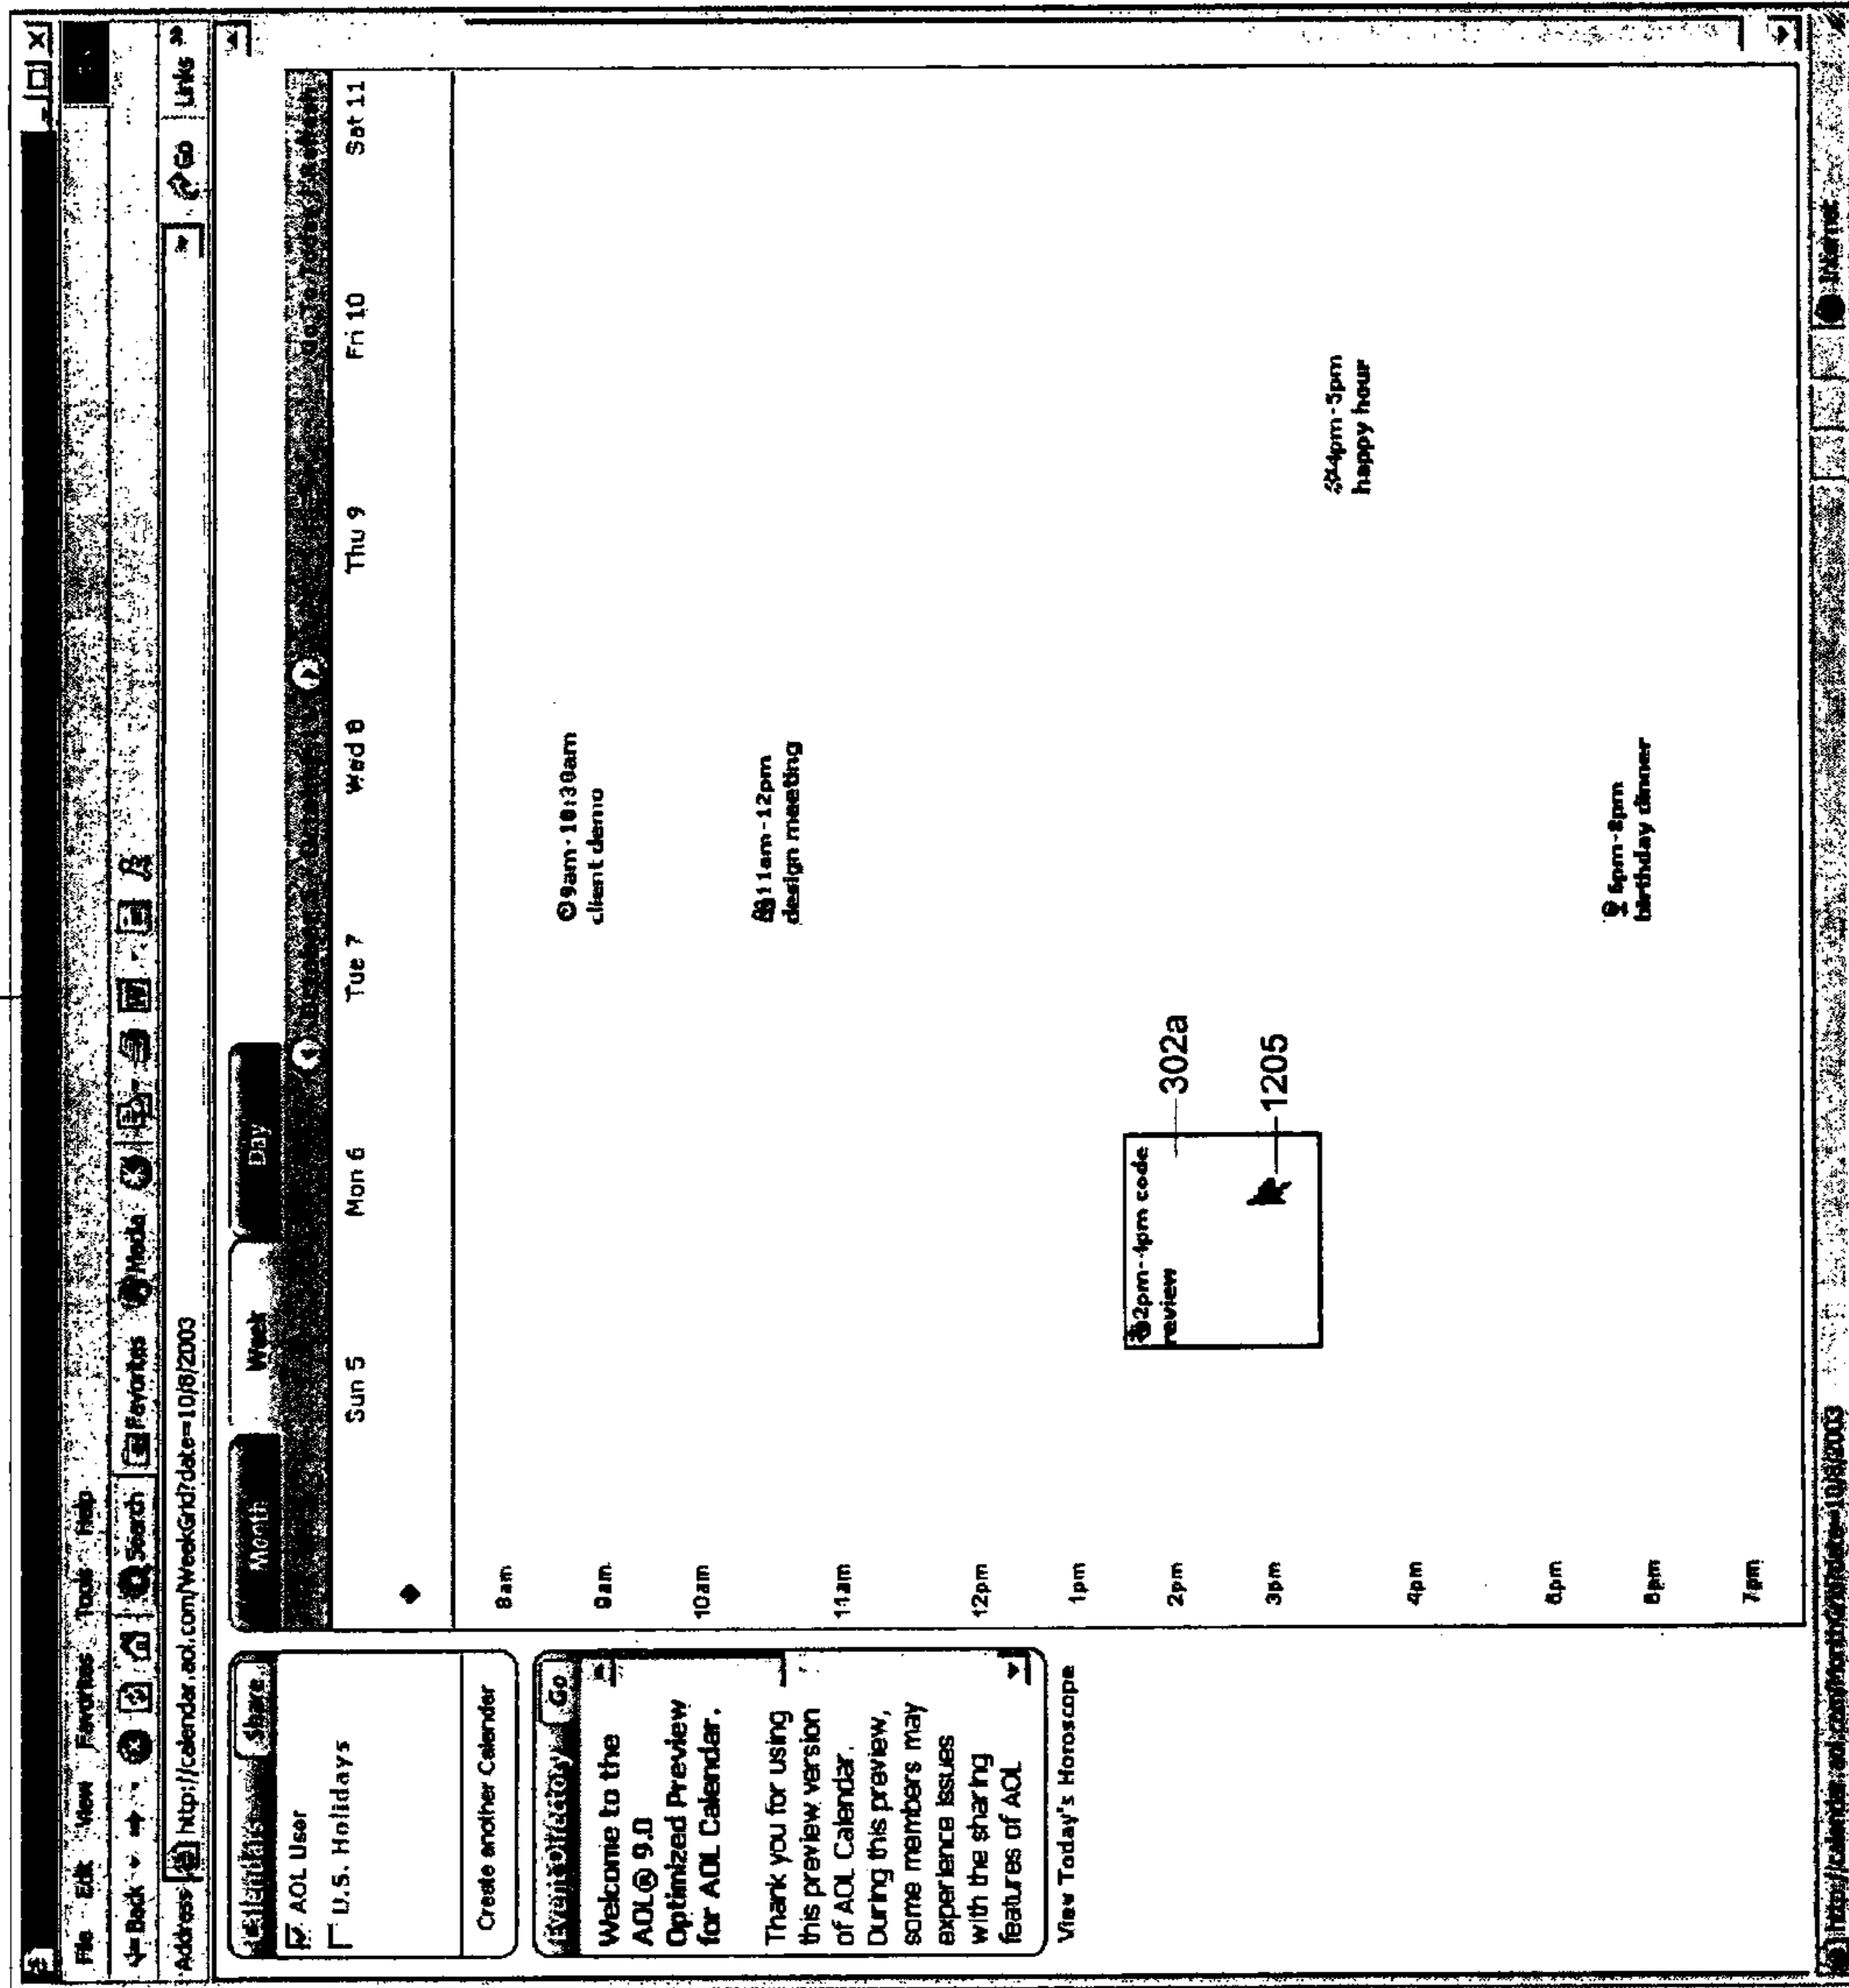 File Edit View Favorites Tools Help
Back Search Favorites Media
Address http://calendar.aol.com/WeekGrid?date=10/8/2003 Go Links »
Calendars Share
AOL User
U.S. Holidays
Create another Calendar
Event Directory Go
Welcome to the
AOL® 9.0
Optimized Preview
for AOL Calendar.
Thank you for using
this preview version
of AOL Calendar.
During this preview,
some members may
experience issues
with the sharing
features of AOL
View Today's Horoscope
Month Week Day
Sun 5 Mon 6 Tue 7 Wed 8 Thu 9 Fri 10 Sat 11
8am
9am
9am-10:30am
client demo
10am
11am
11am-12pm
design meeting
12pm
1pm
2pm
2pm-4pm code
review
302a
3pm
1205
4pm
4pm-5pm
happy hour
6pm-8pm
birthday dinner
7pm
Internet